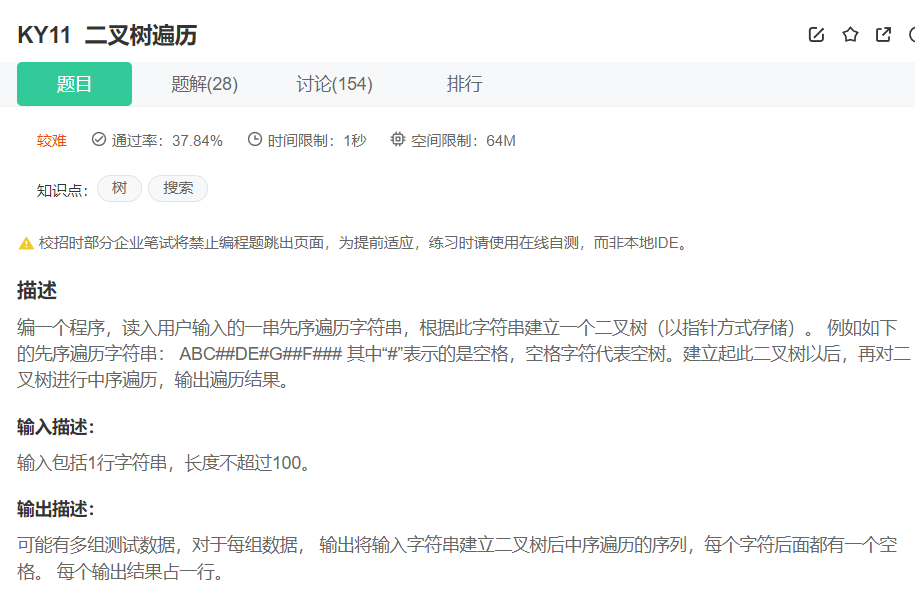 KY11 二叉树遍历
题目 题解(28) 讨论(154) 排行
较难 通过率：37.84% 时间限制：1秒 空间限制：64M
知识点： 树 搜索
校招时部分企业笔试将禁止编程题跳出页面，为提前适应，练习时请使用在线自测，而非本地IDE。
描述
编一个程序，读入用户输入的一串先序遍历字符串，根据此字符串建立一个二叉树（以指针方式存储）。 例如如下
的先序遍历字符串： ABC##DE#G##F### 其中“#”表示的是空格，空格字符代表空树。建立起此二叉树以后，再对二
叉树进行中序遍历，输出遍历结果。
输入描述：
输入包括1行字符串，长度不超过100。
输出描述：
可能有多组测试数据，对于每组数据， 输出将输入字符串建立二叉树后中序遍历的序列，每个字符后面都有一个空
格。 每个输出结果占一行。